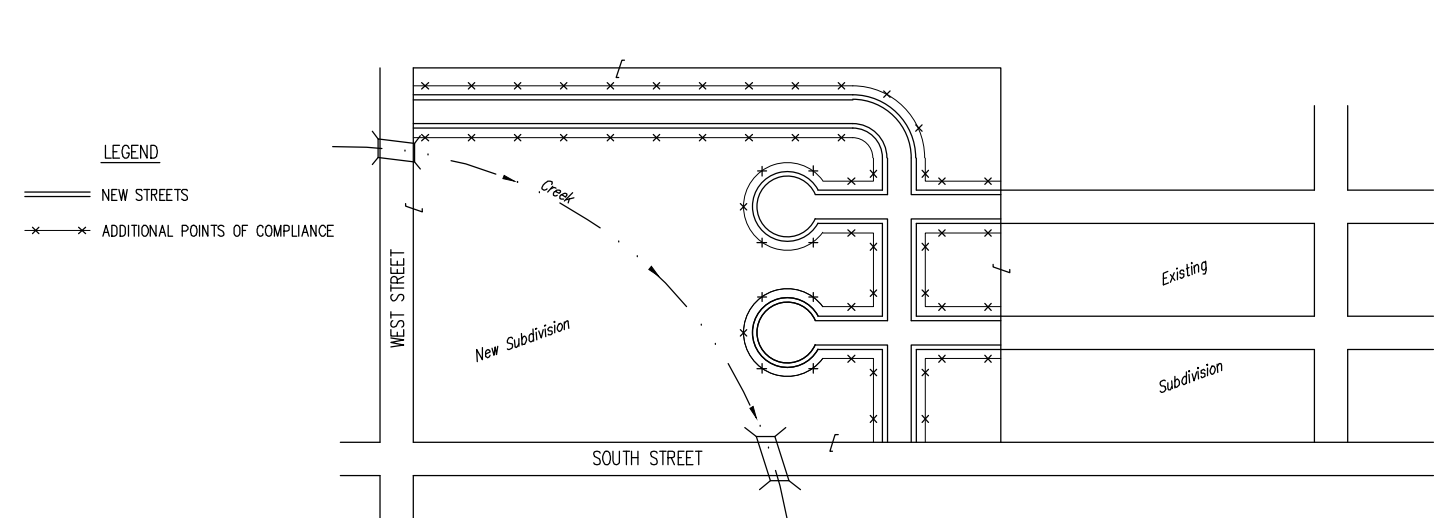 LEGEND
NEW STREETS
ADDITIONAL POINTS OF COMPLIANCE
WEST STREET
Creek
New Subdivision
Existing
Subdivision
SOUTH STREET